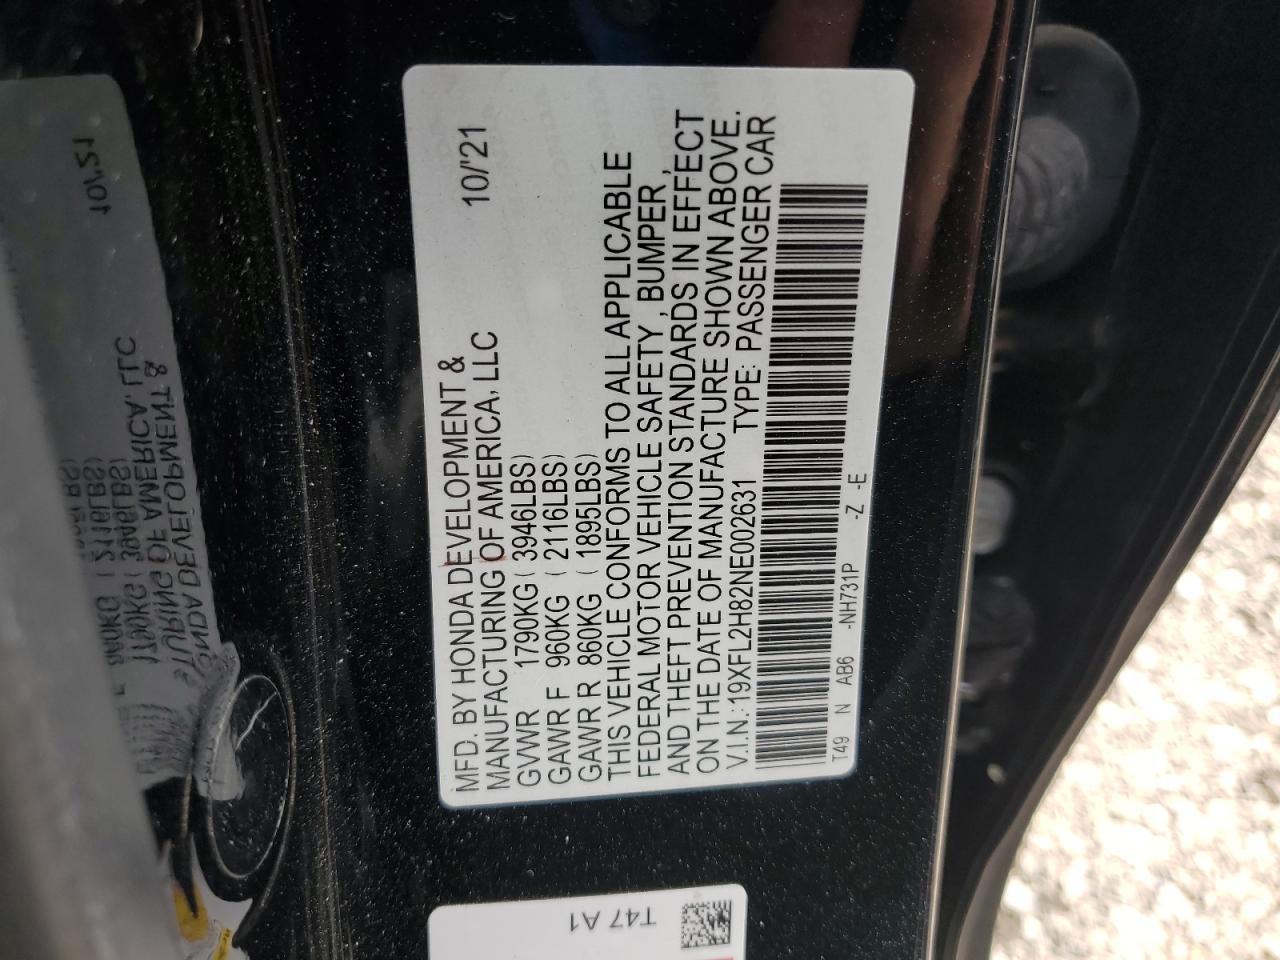 MFD. BY HONDA DEVELOPMENT & 10/'21
MANUFACTURING OF AMERICA, LLC
GVWR 1790KG (3946LBS)
GAWR F 960KG (2116LBS)
GAWR R 860KG (1895LBS)
THIS VEHICLE CONFORMS TO ALL APPLICABLE
FEDERAL MOTOR VEHICLE SAFETY, BUMPER,
AND THEFT PREVENTION STANDARDS IN EFFECT
ON THE DATE OF MANUFACTURE SHOWN ABOVE.
V.I.N.: 19XFL2H82NE002631 TYPE: PASSENGER CAR
T49 N AB6 -NH731P -Z -E
T47 A1